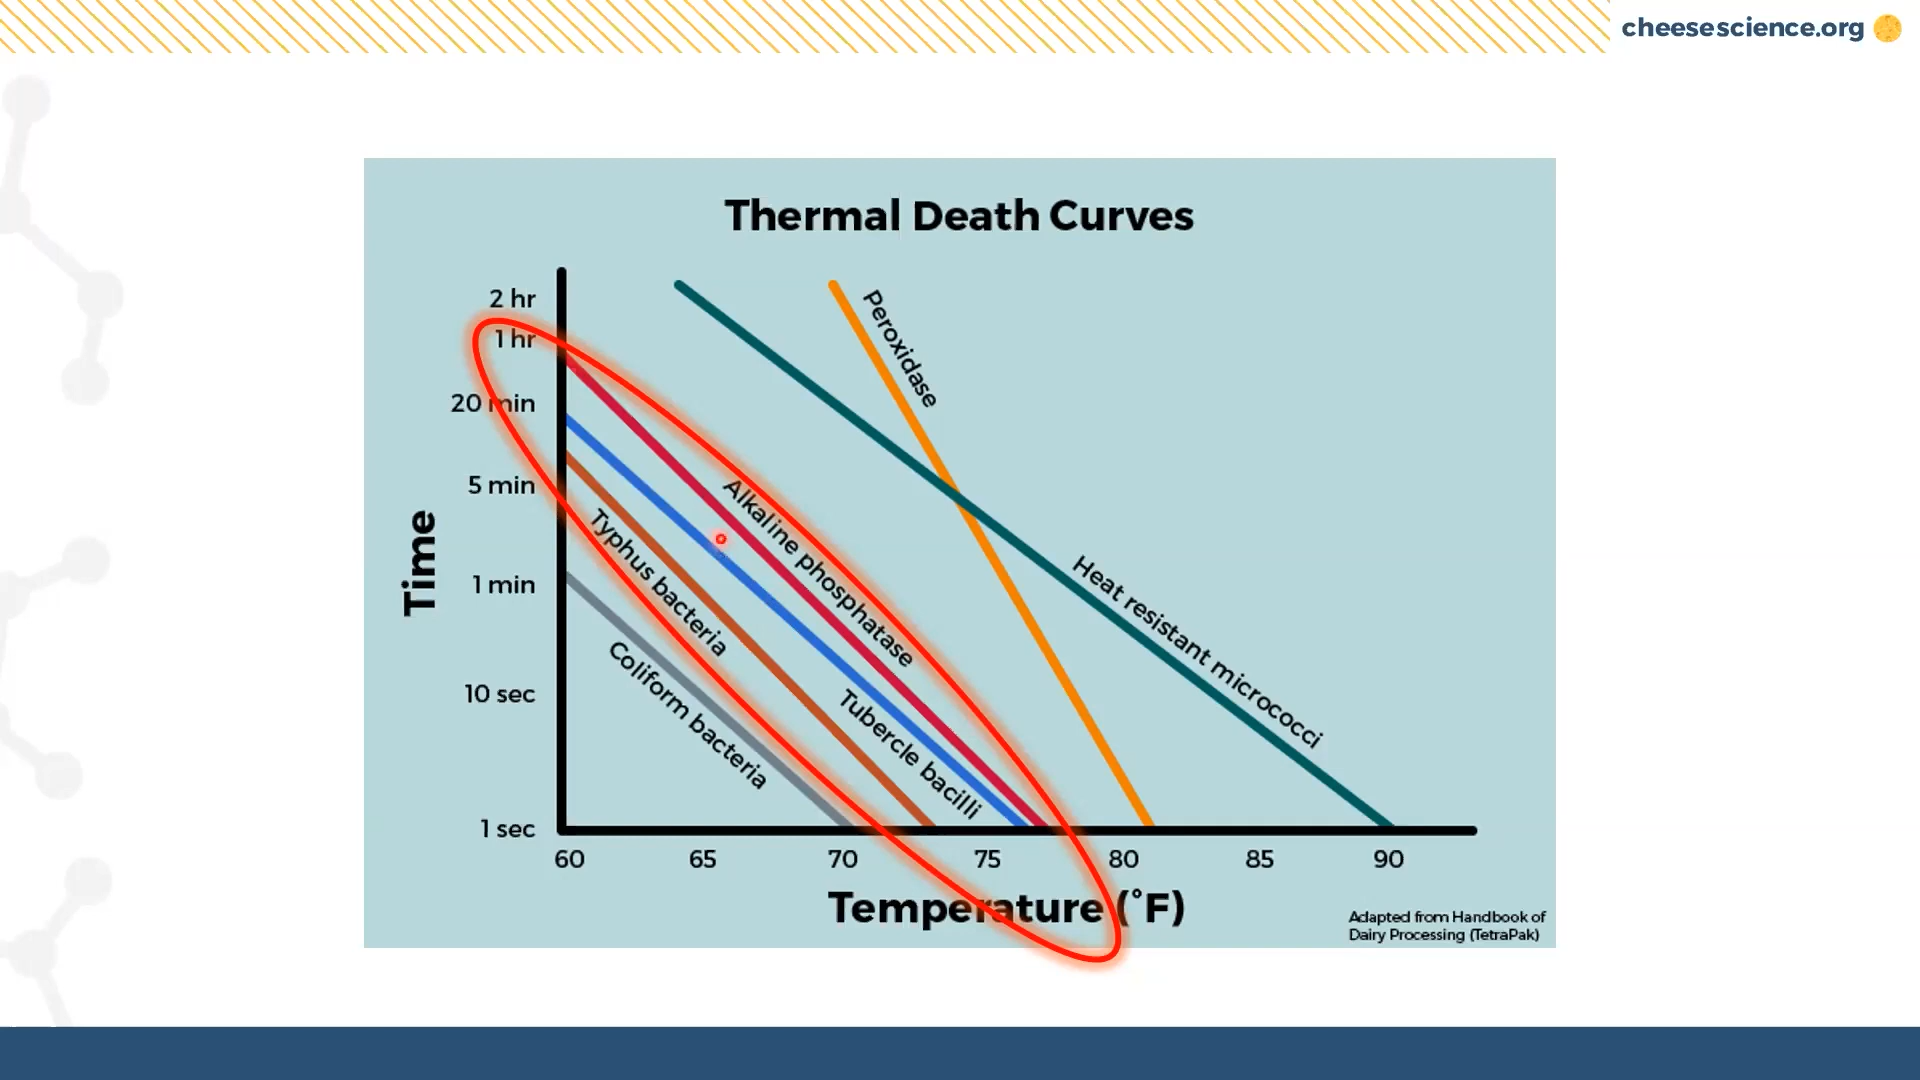 cheesescience.org
Thermal Death Curves
2 hr
1 hr
20 min
5 min
1 min
10 sec
1 sec
Time
Peroxidase
Alkaline phosphatase
Typhus bacteria
Heat resistant micrococci
Coliform bacteria
Tubercle bacilli
60 65 70 75 80 85 90
Temperature (°F)
Adapted from Handbook of
Dairy Processing (TetraPak)